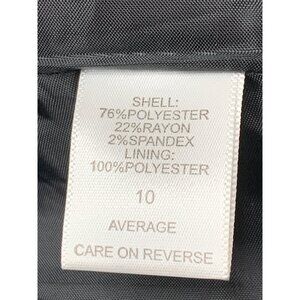 SHELL:
76%POLYESTER
22%RAYON
2%SPANDEX
LINING:
100%POLYESTER
10
AVERAGE
CARE ON REVERSE